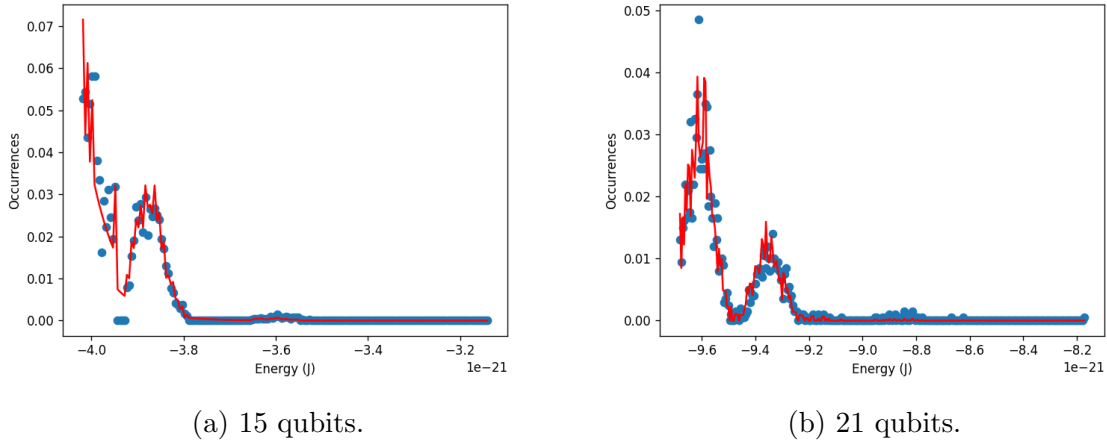 0.07
0.06
0.05
0.04
0.03
0.02
0.01
0.00
Occurrences
−4.0 −3.8 −3.6 −3.4 −3.2
Energy (J)
1e−21
(a) 15 qubits.
0.05
0.04
0.03
0.02
0.01
0.00
Occurrences
−9.6 −9.4 −9.2 −9.0 −8.8 −8.6 −8.4 −8.2
Energy (J)
1e−21
(b) 21 qubits.